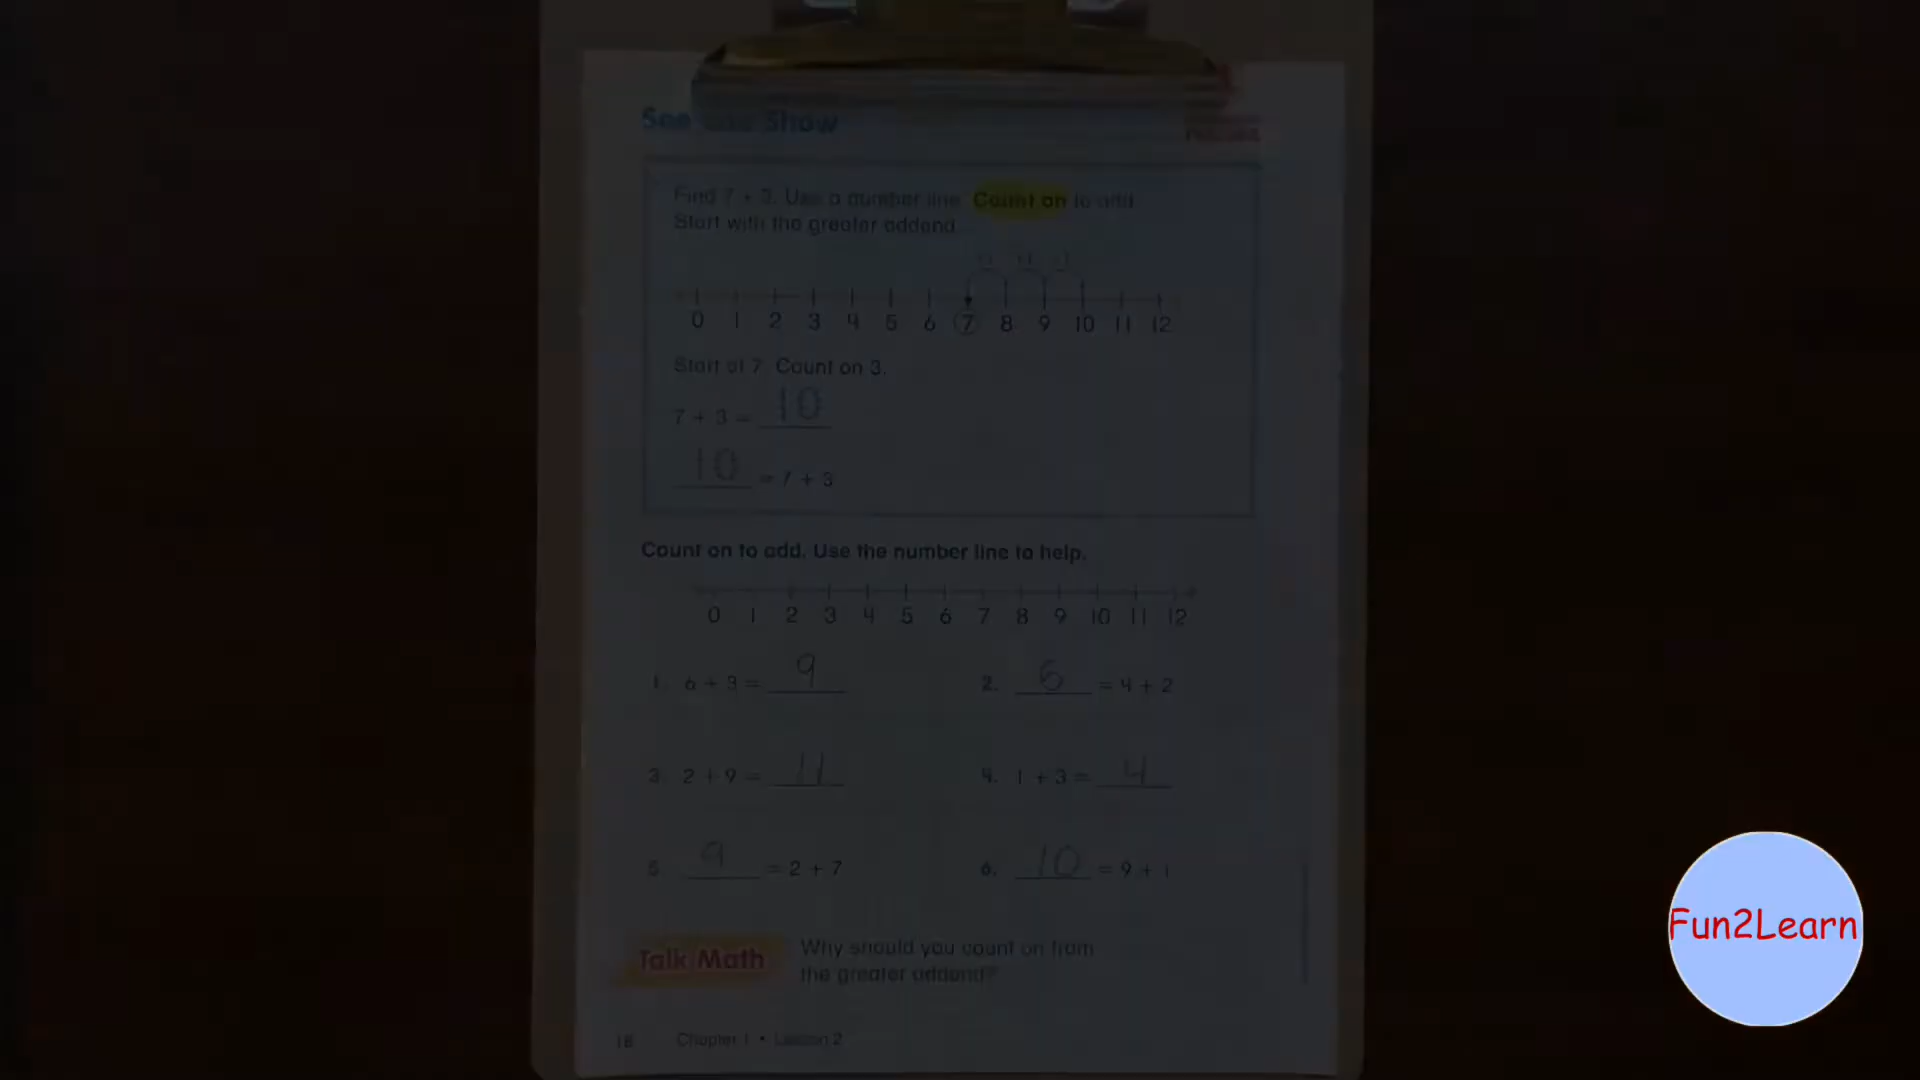 See and Show
Find 7 + 3. Use a number line. Count on to add.
Start with the greater addend.
+1 +1 +1
0 1 2 3 4 5 6 7 8 9 10 11 12
Start at 7. Count on 3.
7 + 3 = 10
10 = 7 + 3
Count on to add. Use the number line to help.
0 1 2 3 4 5 6 7 8 9 10 11 12
1. 6 + 3 = 9
2. 6 = 4 + 2
3. 2 + 9 = 11
4. 1 + 3 = 4
5. 9 = 2 + 7
6. 10 = 9 + 1
Talk Math
Why should you count on from
the greater addend?
18 Chapter 1 • Lesson 2
Fun2Learn